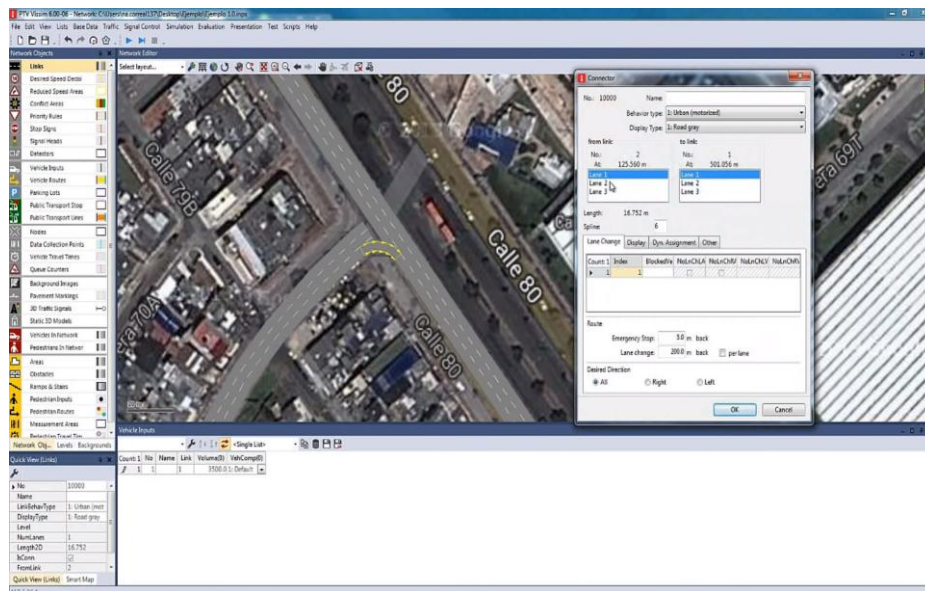 PTV Vissim 6.00-06 - Network: C:\Users\na.correal137\Desktop\Ejemplo\Ejemplo 1.0.inpx
File Edit View Lists Base Data Traffic Signal Control Simulation Evaluation Presentation Test Scripts Help
Network Objects
Network Editor
Select layout...
Links
Desired Speed Decisi
Reduced Speed Areas
Conflict Areas
Priority Rules
Stop Signs
Signal Heads
Detectors
Vehicle Inputs
Vehicle Routes
Parking Lots
Public Transport Stop
Public Transport Lines
Nodes
Data Collection Points
Vehicle Travel Times
Queue Counters
Background Images
Pavement Markings
3D Traffic Signals
Static 3D Models
Vehicles In Network
Pedestrians In Networ
Areas
Obstacles
Ramps & Stairs
Pedestrian Inputs
Pedestrian Routes
Measurement Areas
Pedestrian Travel Tim
Network Obj... Levels Backgrounds
80
Calle 79B
Calle 80
Calle 80
ra70A
era 69T
Connector
No.: 10000 Name:
Behavior type: 1: Urban (motorized)
Display Type: 1: Road gray
from link: to link:
No.: 2 No.: 1
At: 125.560 m At: 501.056 m
Lane 1 Lane 1
Lane 2 Lane 2
Lane 3 Lane 3
Length: 16.752 m
Spline: 6
Lane Change Display Dyn. Assignment Other
Count: 1 Index BlockedVe NoLnChLA NoLnChRA NoLnChLV NoLnChRV
1 1
Route
Emergency Stop: 5.0 m back
Lane change: 200.0 m back per lane
Desired Direction
All Right Left
OK Cancel
Vehicle Inputs
<Single List>
Count: 1 No Name Link Volume(0) VehComp(0)
1 1 1 3500.0 1: Default
Quick View (Links)
No 10000
Name
LinkBehavType 1: Urban (mot
DisplayType 1: Road gray
Level
NumLanes 1
Length2D 16.752
IsConn
FromLink 2
Quick View (Links) Smart Map